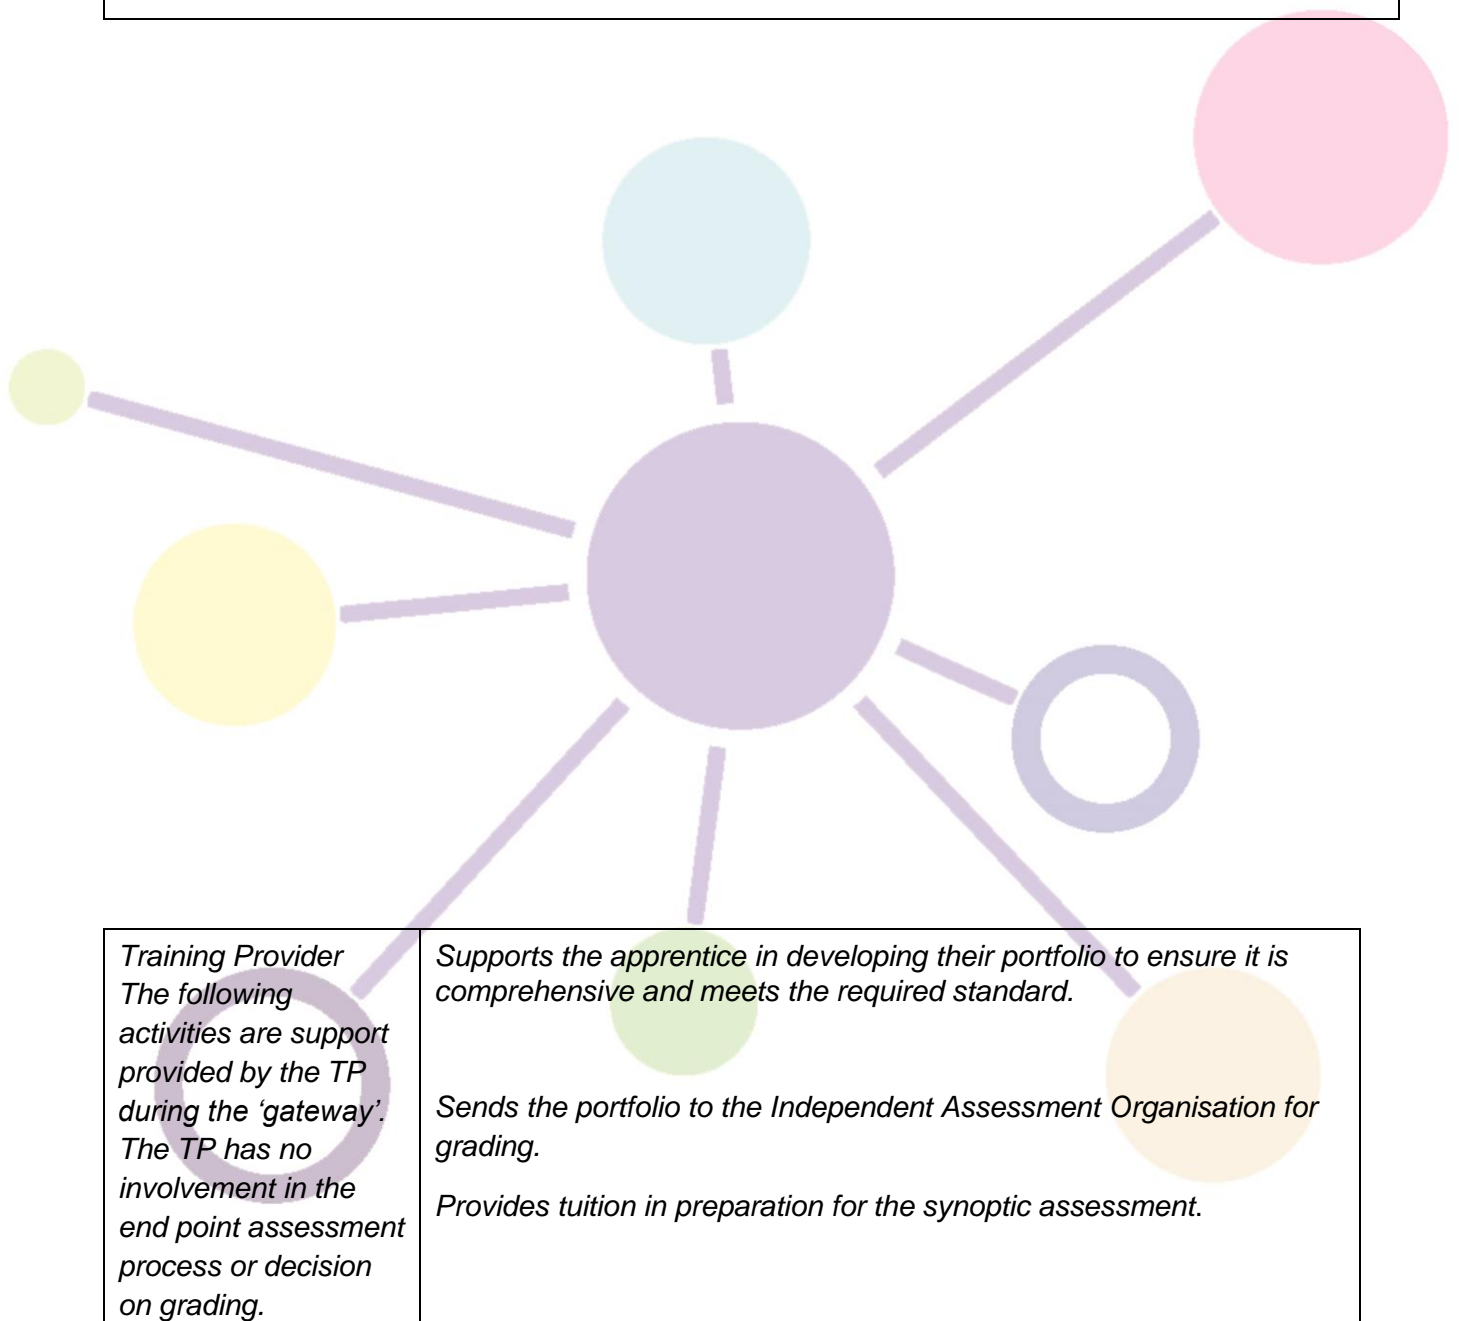 Training Provider
The following
activities are support
provided by the TP
during the ‘gateway’.
The TP has no
involvement in the
end point assessment
process or decision
on grading.
Supports the apprentice in developing their portfolio to ensure it is
comprehensive and meets the required standard.
Sends the portfolio to the Independent Assessment Organisation for
grading.
Provides tuition in preparation for the synoptic assessment.